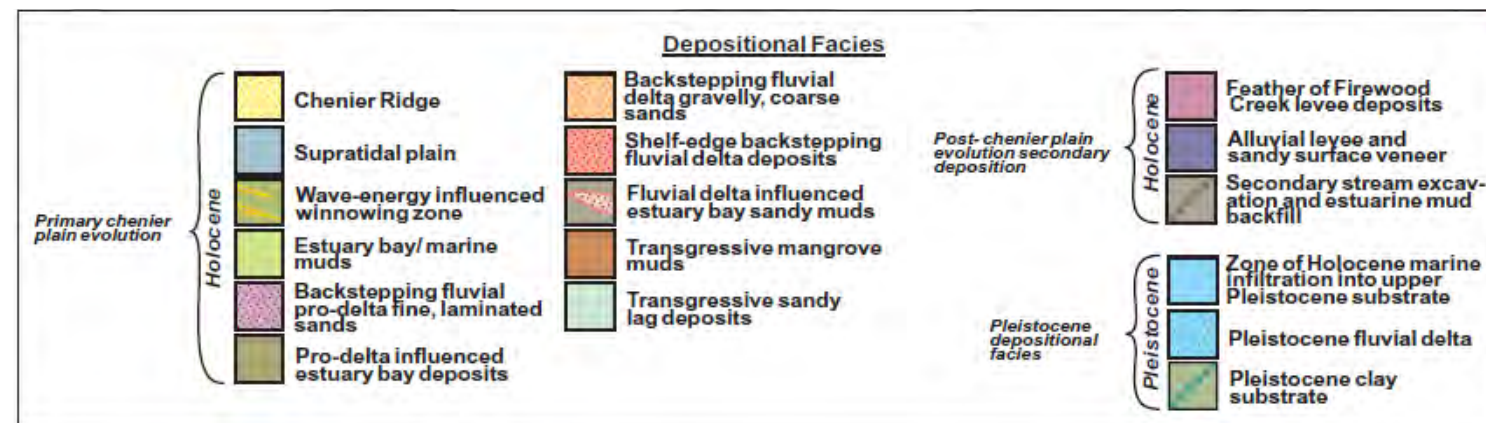 Depositional Facies
Primary chenier
plain evolution
Holocene
Chenier Ridge
Supratidal plain
Wave-energy influenced
winnowing zone
Estuary bay/ marine
muds
Backstepping fluvial
pro-delta fine, laminated
sands
Pro-delta influenced
estuary bay deposits
Backstepping fluvial
delta gravelly, coarse
sands
Shelf-edge backstepping
fluvial delta deposits
Fluvial delta influenced
estuary bay sandy muds
Transgressive mangrove
muds
Transgressive sandy
lag deposits
Post- chenier plain
evolution secondary
deposition
Holocene
Feather of Firewood
Creek levee deposits
Alluvial levee and
sandy surface veneer
Secondary stream excav-
ation and estuarine mud
backfill
Pleistocene
depositional
facies
Pleistocene
Zone of Holocene marine
infiltration into upper
Pleistocene substrate
Pleistocene fluvial delta
Pleistocene clay
substrate